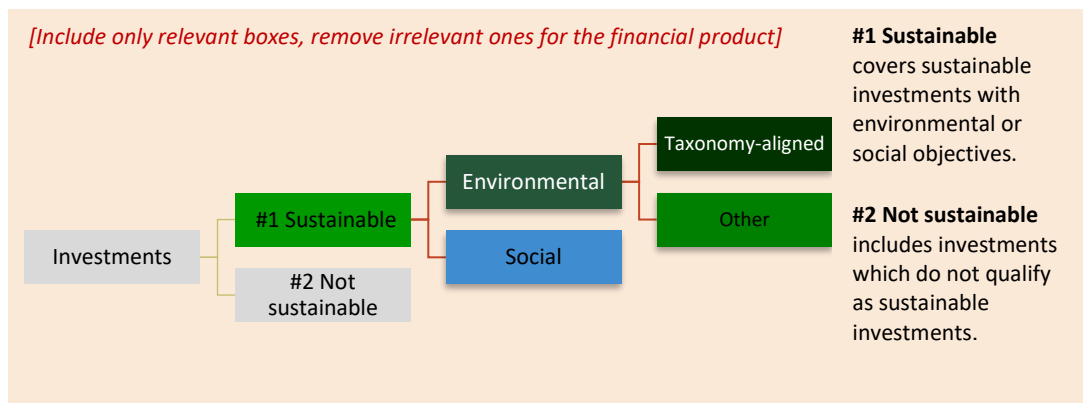 [Include only relevant boxes, remove irrelevant ones for the financial product]
Investments
#1 Sustainable
#2 Not
sustainable
Environmental
Social
Taxonomy-aligned
Other
#1 Sustainable
covers sustainable
investments with
environmental or
social objectives.
#2 Not sustainable
includes investments
which do not qualify
as sustainable
investments.